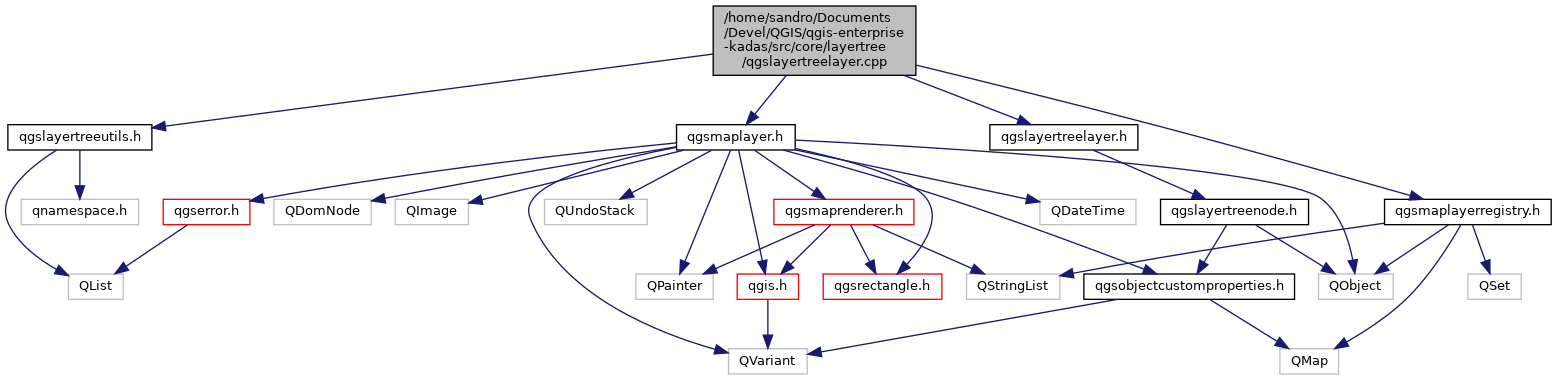 /home/sandro/Documents
/Devel/QGIS/qgis-enterprise
-kadas/src/core/layertree
/qgslayertreelayer.cpp
qgslayertreeutils.h
qgsmaplayer.h
qgslayertreelayer.h
qnamespace.h
qgserror.h
QDomNode
QImage
QUndoStack
qgsmaprenderer.h
QDateTime
qgslayertreenode.h
qgsmaplayerregistry.h
QList
QPainter
qgis.h
qgsrectangle.h
QStringList
qgsobjectcustomproperties.h
QObject
QSet
QVariant
QMap